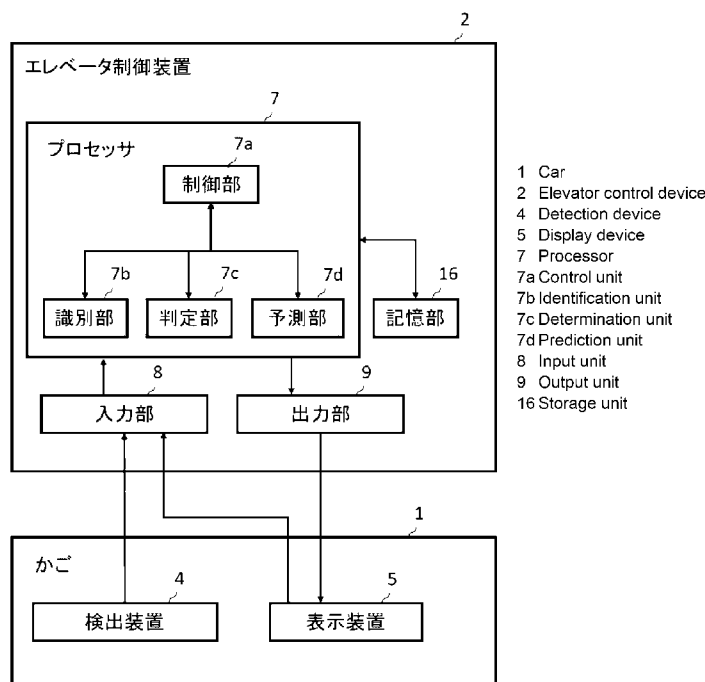 2
エレベータ制御装置
7
プロセッサ
7a
制御部
7b
7c
7d
16
識別部
判定部
予測部
記憶部
8
9
入力部
出力部
1
かご
4
5
検出装置
表示装置
1 Car
2 Elevator control device
4 Detection device
5 Display device
7 Processor
7a Control unit
7b Identification unit
7c Determination unit
7d Prediction unit
8 Input unit
9 Output unit
16 Storage unit